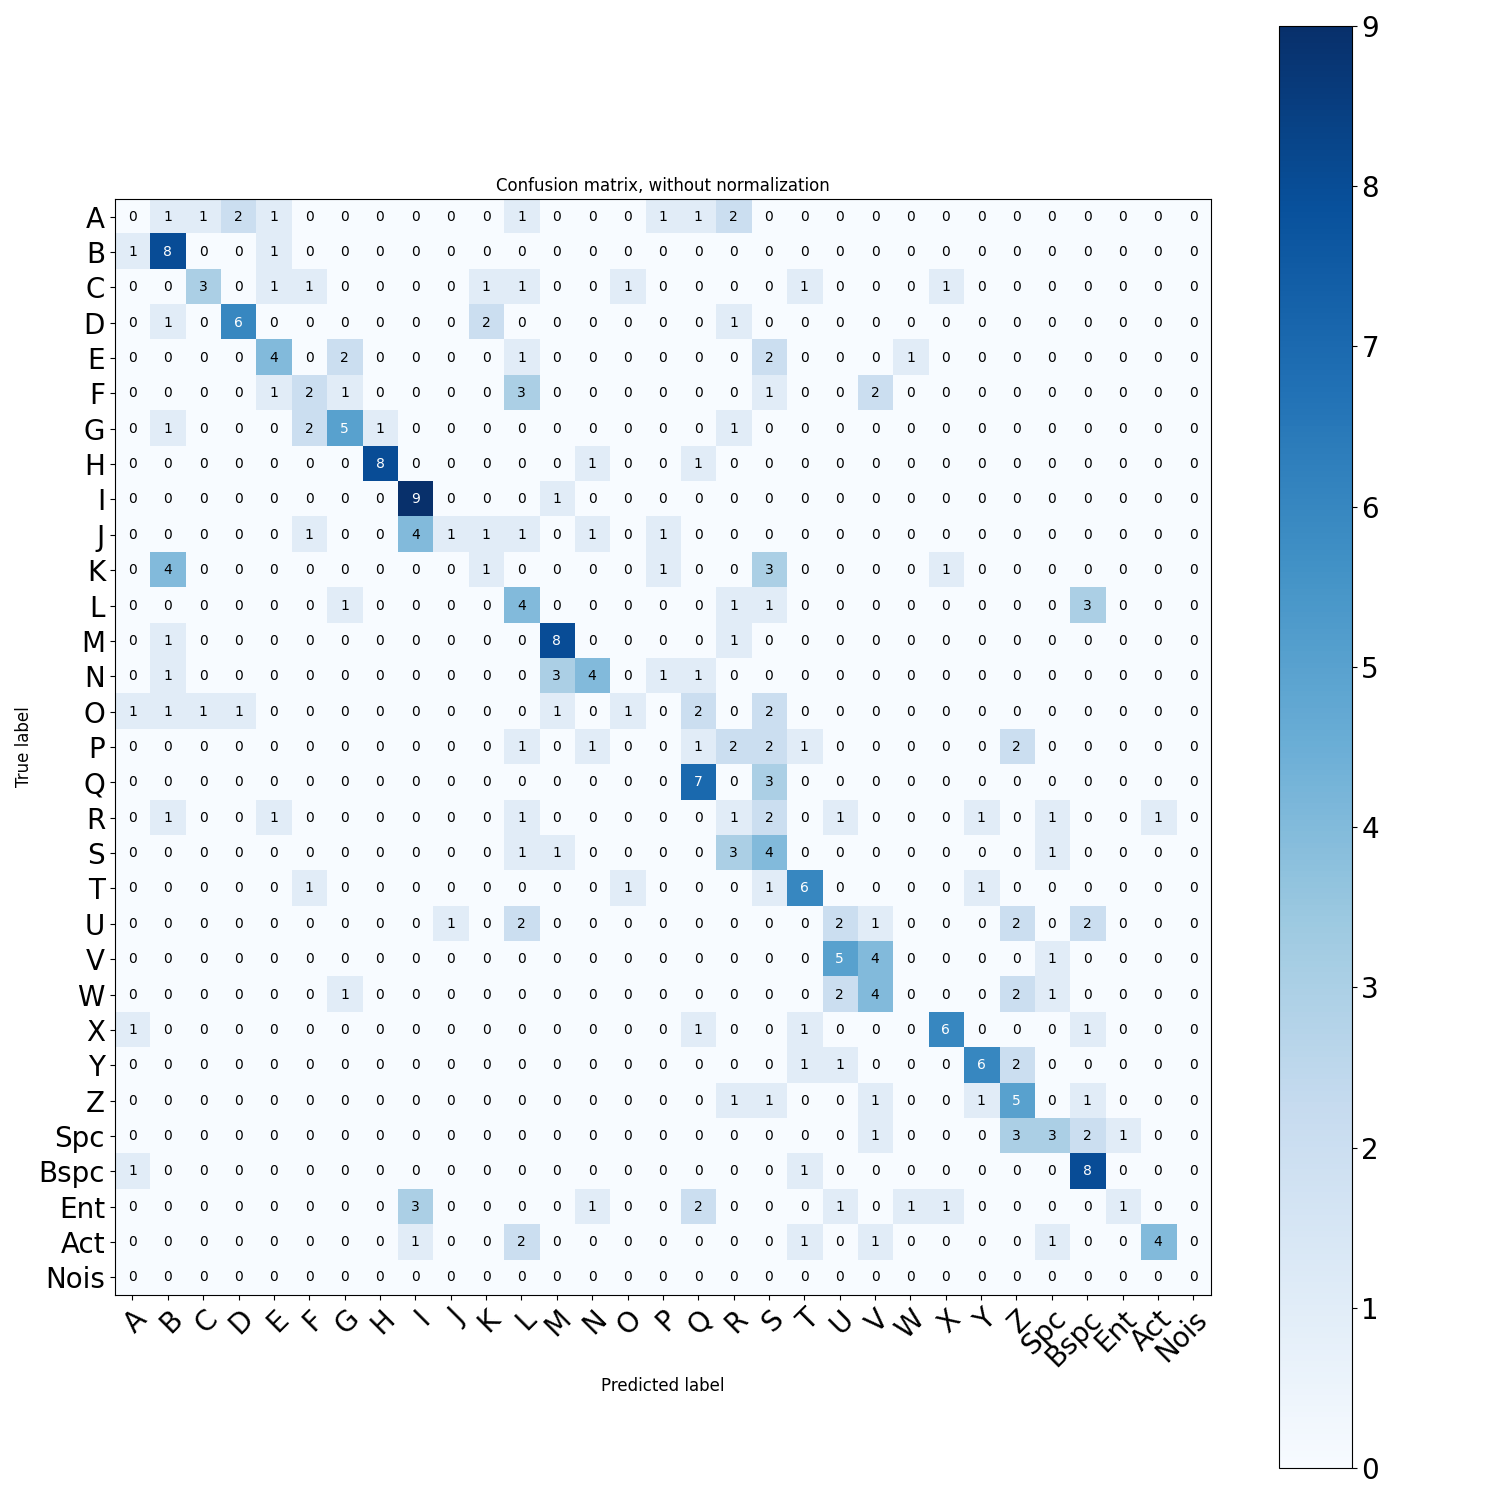 Confusion matrix, without normalization
A 0 1 1 2 1 0 0 0 0 0 0 1 0 0 0 1 1 2 0 0 0 0 0 0 0 0 0 0 0 0 0
B 1 8 0 0 1 0 0 0 0 0 0 0 0 0 0 0 0 0 0 0 0 0 0 0 0 0 0 0 0 0 0
C 0 0 3 0 1 1 0 0 0 0 1 1 0 0 1 0 0 0 0 1 0 0 0 1 0 0 0 0 0 0 0
D 0 1 0 6 0 0 0 0 0 0 2 0 0 0 0 0 0 1 0 0 0 0 0 0 0 0 0 0 0 0 0
E 0 0 0 0 4 0 2 0 0 0 0 1 0 0 0 0 0 0 2 0 0 0 1 0 0 0 0 0 0 0 0
F 0 0 0 0 1 2 1 0 0 0 0 3 0 0 0 0 0 0 1 0 0 2 0 0 0 0 0 0 0 0 0
G 0 1 0 0 0 2 5 1 0 0 0 0 0 0 0 0 0 1 0 0 0 0 0 0 0 0 0 0 0 0 0
H 0 0 0 0 0 0 0 8 0 0 0 0 0 1 0 0 1 0 0 0 0 0 0 0 0 0 0 0 0 0 0
I 0 0 0 0 0 0 0 0 9 0 0 0 1 0 0 0 0 0 0 0 0 0 0 0 0 0 0 0 0 0 0
J 0 0 0 0 0 1 0 0 4 1 1 1 0 1 0 1 0 0 0 0 0 0 0 0 0 0 0 0 0 0 0
K 0 4 0 0 0 0 0 0 0 0 1 0 0 0 0 1 0 0 3 0 0 0 0 1 0 0 0 0 0 0 0
L 0 0 0 0 0 0 1 0 0 0 0 4 0 0 0 0 0 1 1 0 0 0 0 0 0 0 0 3 0 0 0
M 0 1 0 0 0 0 0 0 0 0 0 0 8 0 0 0 0 1 0 0 0 0 0 0 0 0 0 0 0 0 0
N 0 1 0 0 0 0 0 0 0 0 0 0 3 4 0 1 1 0 0 0 0 0 0 0 0 0 0 0 0 0 0
O 1 1 1 1 0 0 0 0 0 0 0 0 1 0 1 0 2 0 2 0 0 0 0 0 0 0 0 0 0 0 0
P 0 0 0 0 0 0 0 0 0 0 0 1 0 1 0 0 1 2 2 1 0 0 0 0 0 2 0 0 0 0 0
Q 0 0 0 0 0 0 0 0 0 0 0 0 0 0 0 0 7 0 3 0 0 0 0 0 0 0 0 0 0 0 0
R 0 1 0 0 1 0 0 0 0 0 0 1 0 0 0 0 0 1 2 0 1 0 0 0 1 0 1 0 0 1 0
S 0 0 0 0 0 0 0 0 0 0 0 1 1 0 0 0 0 3 4 0 0 0 0 0 0 0 1 0 0 0 0
T 0 0 0 0 0 1 0 0 0 0 0 0 0 0 1 0 0 0 1 6 0 0 0 0 1 0 0 0 0 0 0
U 0 0 0 0 0 0 0 0 0 1 0 2 0 0 0 0 0 0 0 0 2 1 0 0 0 2 0 2 0 0 0
V 0 0 0 0 0 0 0 0 0 0 0 0 0 0 0 0 0 0 0 0 5 4 0 0 0 0 1 0 0 0 0
W 0 0 0 0 0 0 1 0 0 0 0 0 0 0 0 0 0 0 0 0 2 4 0 0 0 2 1 0 0 0 0
X 1 0 0 0 0 0 0 0 0 0 0 0 0 0 0 0 1 0 0 1 0 0 0 6 0 0 0 1 0 0 0
Y 0 0 0 0 0 0 0 0 0 0 0 0 0 0 0 0 0 0 0 1 1 0 0 0 6 2 0 0 0 0 0
Z 0 0 0 0 0 0 0 0 0 0 0 0 0 0 0 0 0 1 1 0 0 1 0 0 1 5 0 1 0 0 0
Spc 0 0 0 0 0 0 0 0 0 0 0 0 0 0 0 0 0 0 0 0 0 1 0 0 0 3 3 2 1 0 0
Bspc 1 0 0 0 0 0 0 0 0 0 0 0 0 0 0 0 0 0 0 1 0 0 0 0 0 0 0 8 0 0 0
Ent 0 0 0 0 0 0 0 0 3 0 0 0 0 1 0 0 2 0 0 0 1 0 1 1 0 0 0 0 1 0 0
Act 0 0 0 0 0 0 0 0 1 0 0 2 0 0 0 0 0 0 0 1 0 1 0 0 0 0 1 0 0 4 0
Nois 0 0 0 0 0 0 0 0 0 0 0 0 0 0 0 0 0 0 0 0 0 0 0 0 0 0 0 0 0 0 0
A B C D E F G H I J K L M N O P Q R S T U V W X Y Z Spc Bspc Ent Act Nois
Predicted label
True label
9
8
7
6
5
4
3
2
1
0